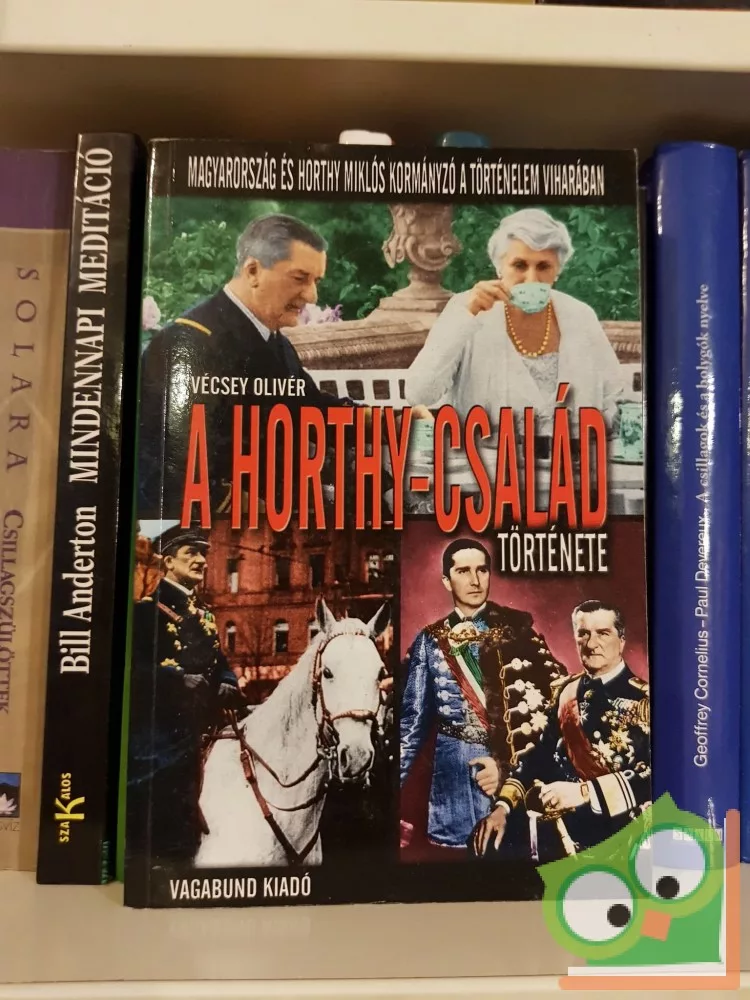 SOLARA CSILLAGSZÜLÖTTEK
Bill Anderton MINDENNAPI MEDITÁCIÓ
SZAKALOS
MAGYARORSZÁG ÉS HORTHY MIKLÓS KORMÁNYZÓ A TÖRTÉNELEM VIHARÁBAN
VÉCSEY OLIVÉR
A HORTHY-CSALÁD
TÖRTÉNETE
VAGABUND KIADÓ
Geoffrey Cornelius – Paul Devereux – A csillagok és a bolygók nyelve